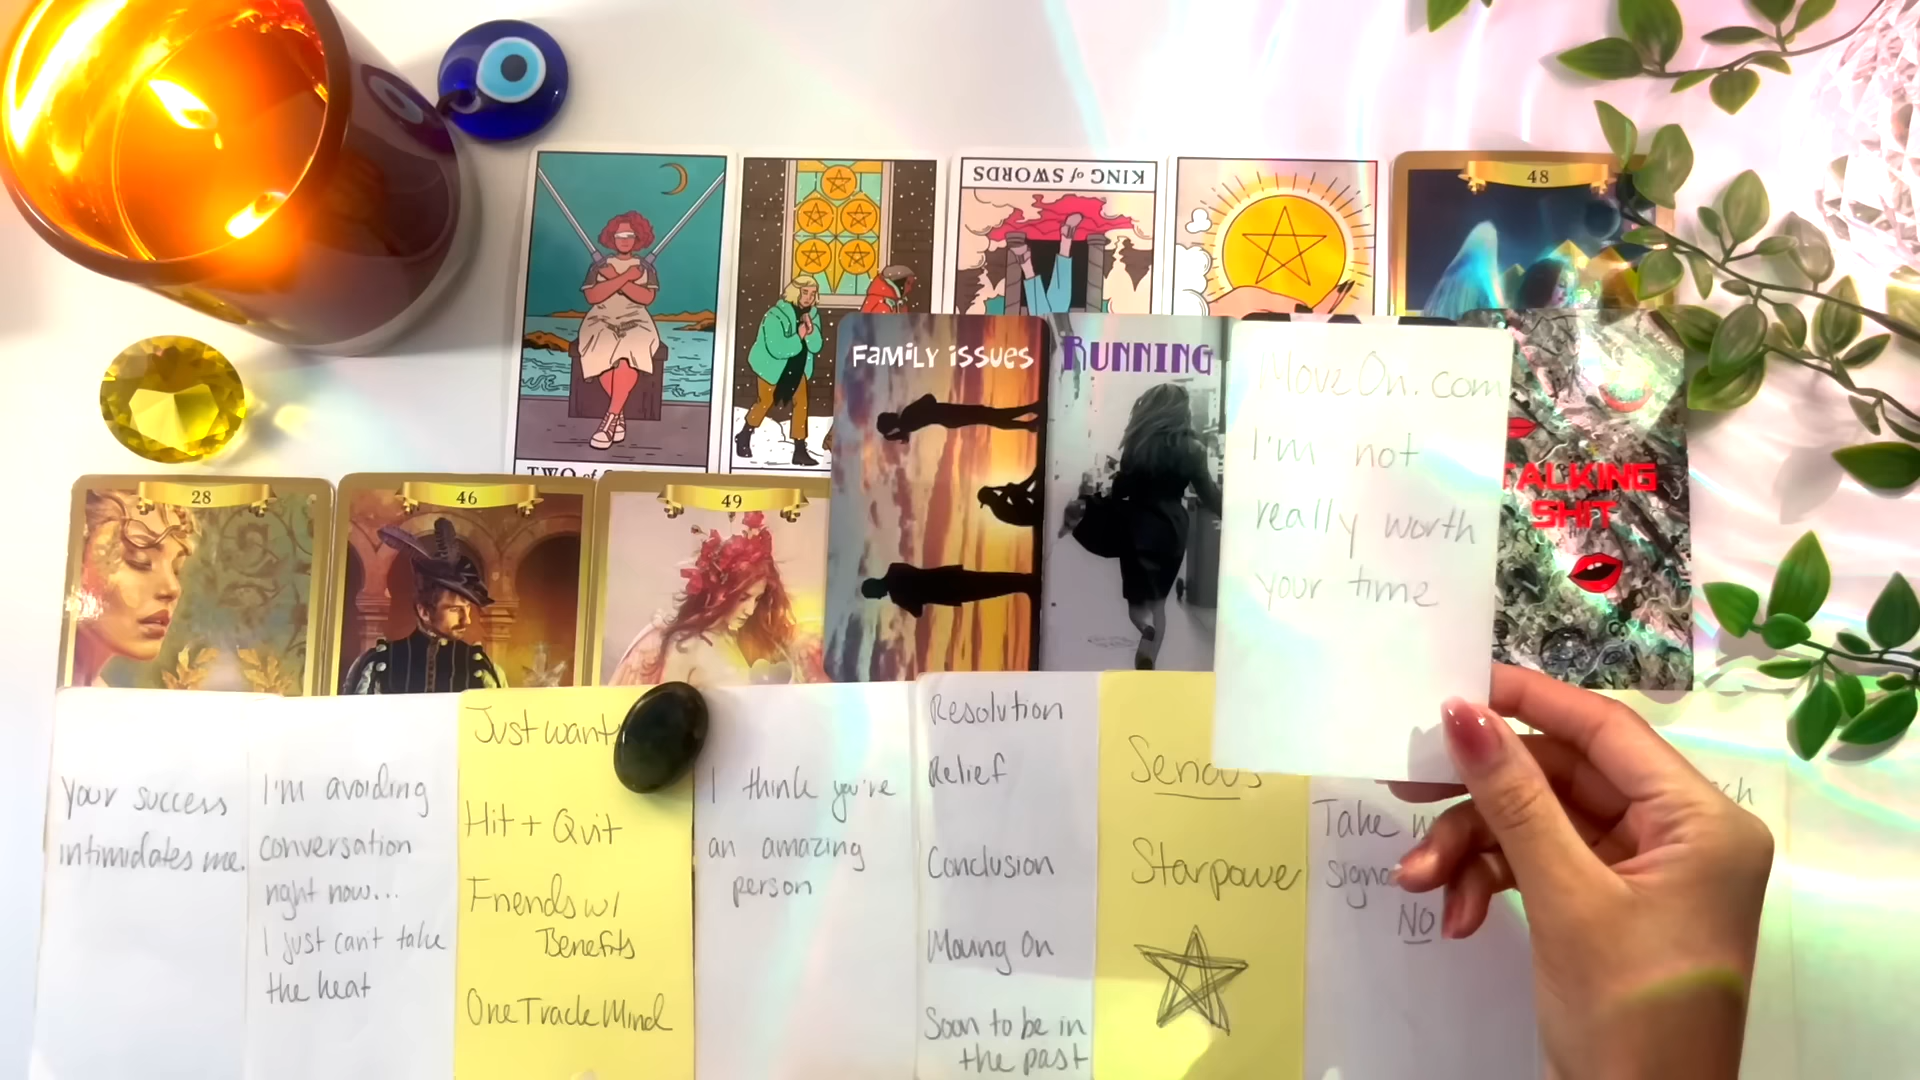 KING of SWORDS
48
TWO of
FAMiLY iSSUES
RUNNING
MoveOn.com
I'm not
really worth
your time
TALKING
SHIT
28
46
49
your success
intimidates me.
I'm avoiding
conversation
right now...
I just can't take
the heat
Just want
Hit + Quit
Friends w/
Benefits
One Track Mind
I think you're
an amazing
person
Resolution
Relief
Conclusion
Moving On
Soon to be in
the past
Serious
Starpower
Take
NO